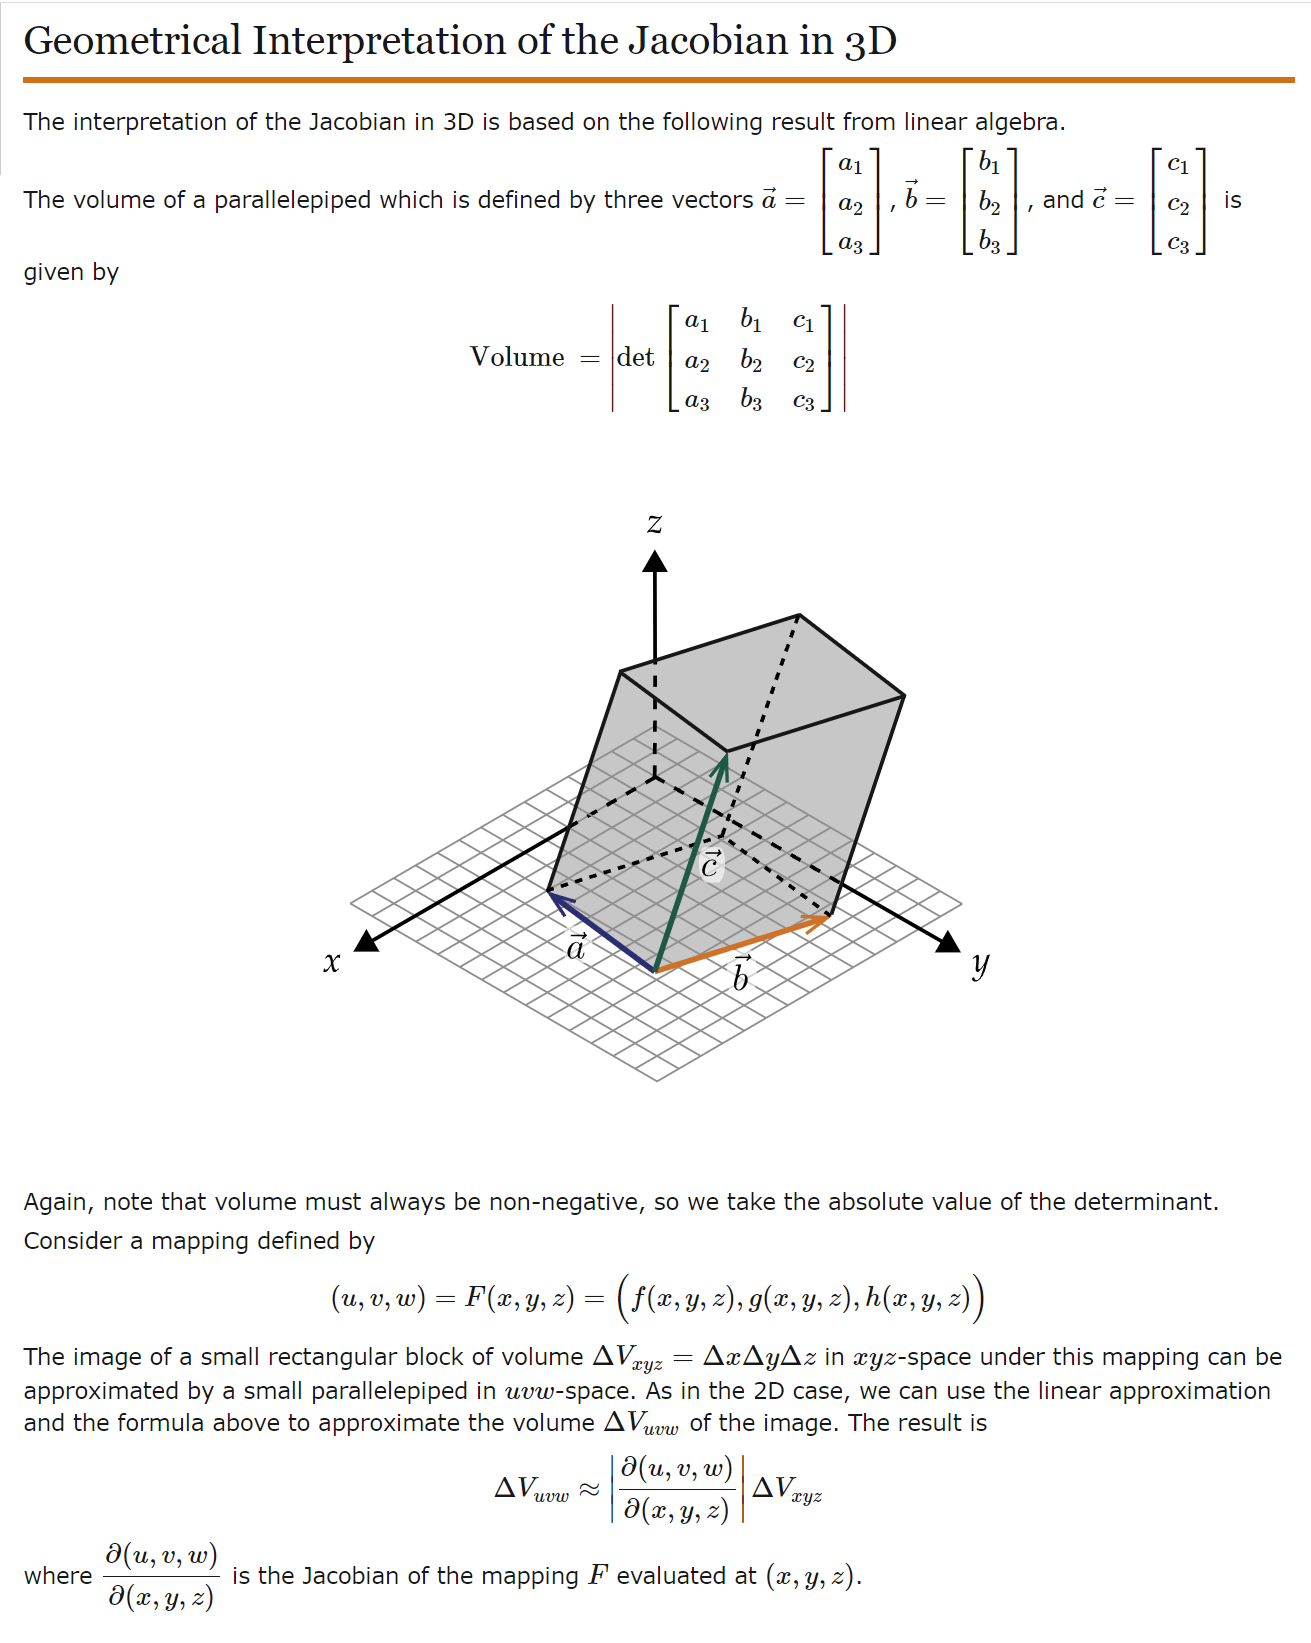 Geometrical Interpretation of the Jacobian in 3D
The interpretation of the Jacobian in 3D is based on the following result from linear algebra.
The volume of a parallelepiped which is defined by three vectors $\vec{a} = \begin{bmatrix} a_1 \\ a_2 \\ a_3 \end{bmatrix}$, $\vec{b} = \begin{bmatrix} b_1 \\ b_2 \\ b_3 \end{bmatrix}$, and $\vec{c} = \begin{bmatrix} c_1 \\ c_2 \\ c_3 \end{bmatrix}$ is
given by
$\text{Volume} = \left| \det \begin{bmatrix} a_1 & b_1 & c_1 \\ a_2 & b_2 & c_2 \\ a_3 & b_3 & c_3 \end{bmatrix} \right|$
z
$\vec{c}$
$\vec{a}$
x
$\vec{b}$
y
Again, note that volume must always be non-negative, so we take the absolute value of the determinant.
Consider a mapping defined by
$(u, v, w) = F(x, y, z) = \Big( f(x, y, z), g(x, y, z), h(x, y, z) \Big)$
The image of a small rectangular block of volume $\Delta V_{xyz} = \Delta x \Delta y \Delta z$ in $xyz$-space under this mapping can be
approximated by a small parallelepiped in $uvw$-space. As in the 2D case, we can use the linear approximation
and the formula above to approximate the volume $\Delta V_{uvw}$ of the image. The result is
$\Delta V_{uvw} \approx \left| \frac{\partial(u, v, w)}{\partial(x, y, z)} \right| \Delta V_{xyz}$
where $\frac{\partial(u, v, w)}{\partial(x, y, z)}$ is the Jacobian of the mapping $F$ evaluated at $(x, y, z)$.